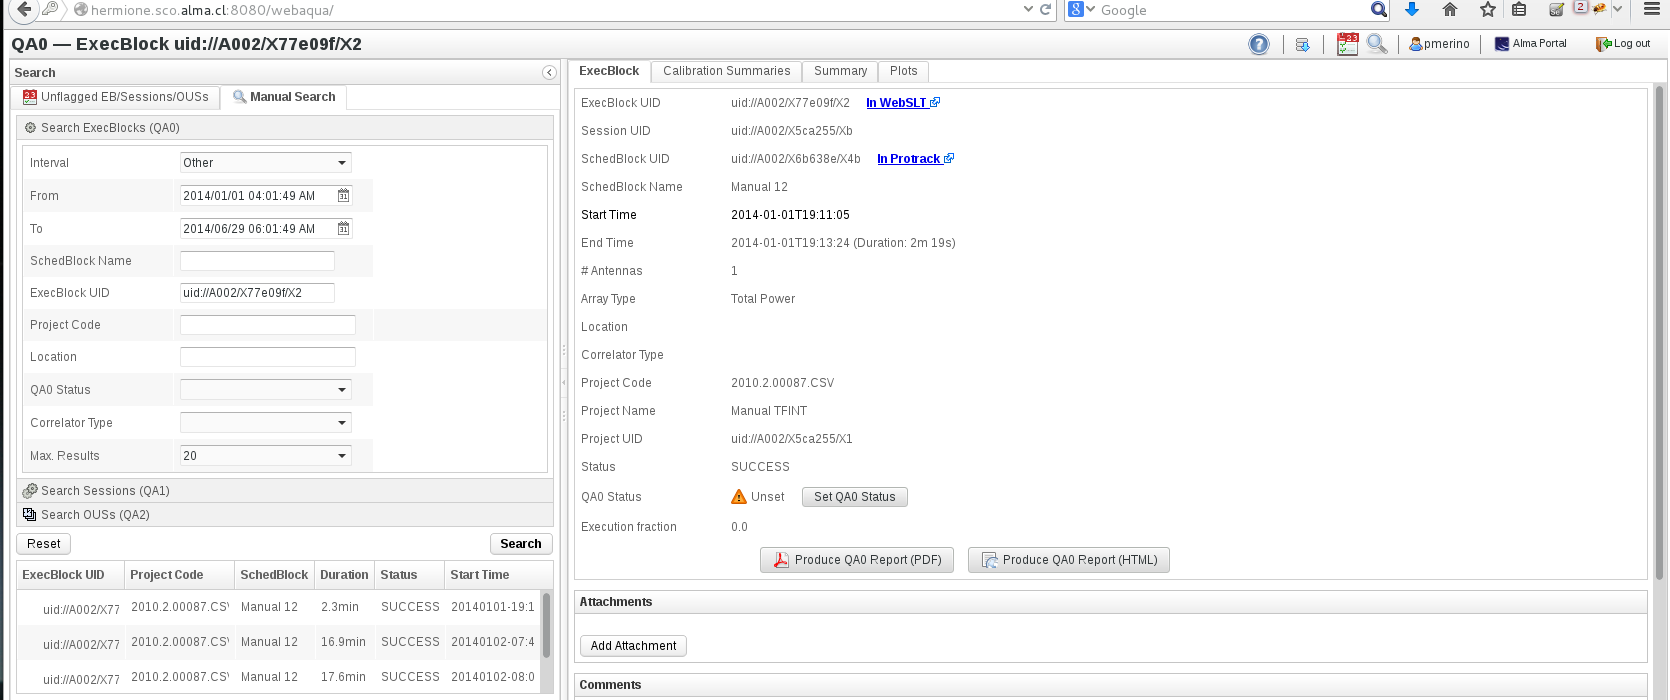 hermione.sco.alma.cl:8080/webaqua/
Google
2
QA0 — ExecBlock uid://A002/X77e09f/X2
pmerino
Alma Portal
Log out
Search
Unflagged EB/Sessions/OUSs
Manual Search
Search ExecBlocks (QA0)
Interval
Other
From
2014/01/01 04:01:49 AM
To
2014/06/29 06:01:49 AM
SchedBlock Name
ExecBlock UID
uid://A002/X77e09f/X2
Project Code
Location
QA0 Status
Correlator Type
Max. Results
20
Search Sessions (QA1)
Search OUSs (QA2)
Reset
Search
ExecBlock UID Project Code SchedBlock Duration Status Start Time
uid://A002/X77 2010.2.00087.CSV Manual 12 2.3min SUCCESS 20140101-19:1
uid://A002/X77 2010.2.00087.CSV Manual 12 16.9min SUCCESS 20140102-07:4
uid://A002/X77 2010.2.00087.CSV Manual 12 17.6min SUCCESS 20140102-08:0
ExecBlock
Calibration Summaries
Summary
Plots
ExecBlock UID uid://A002/X77e09f/X2 In WebSLT
Session UID uid://A002/X5ca255/Xb
SchedBlock UID uid://A002/X6b638e/X4b In Protrack
SchedBlock Name Manual 12
Start Time 2014-01-01T19:11:05
End Time 2014-01-01T19:13:24 (Duration: 2m 19s)
# Antennas 1
Array Type Total Power
Location
Correlator Type
Project Code 2010.2.00087.CSV
Project Name Manual TFINT
Project UID uid://A002/X5ca255/X1
Status SUCCESS
QA0 Status Unset Set QA0 Status
Execution fraction 0.0
Produce QA0 Report (PDF)
Produce QA0 Report (HTML)
Attachments
Add Attachment
Comments